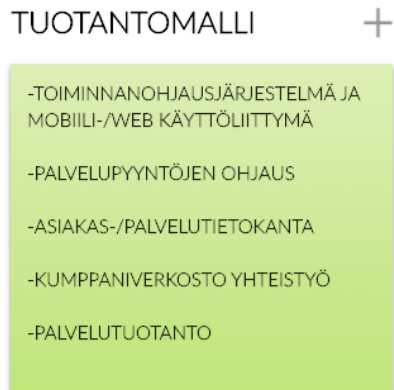 TUOTANTOMALLI
-TOIMINNANOHJAUSJÄRJESTELMÄ JA
MOBIILI-/WEB KÄYTTÖLIITTYMÄ
-PALVELUPYYNTÖJEN OHJAUS
-ASIAKAS-/PALVELUTIETOKANTA
-KUMPPANIVERKOSTO YHTEISTYÖ
-PALVELUTUOTANTO